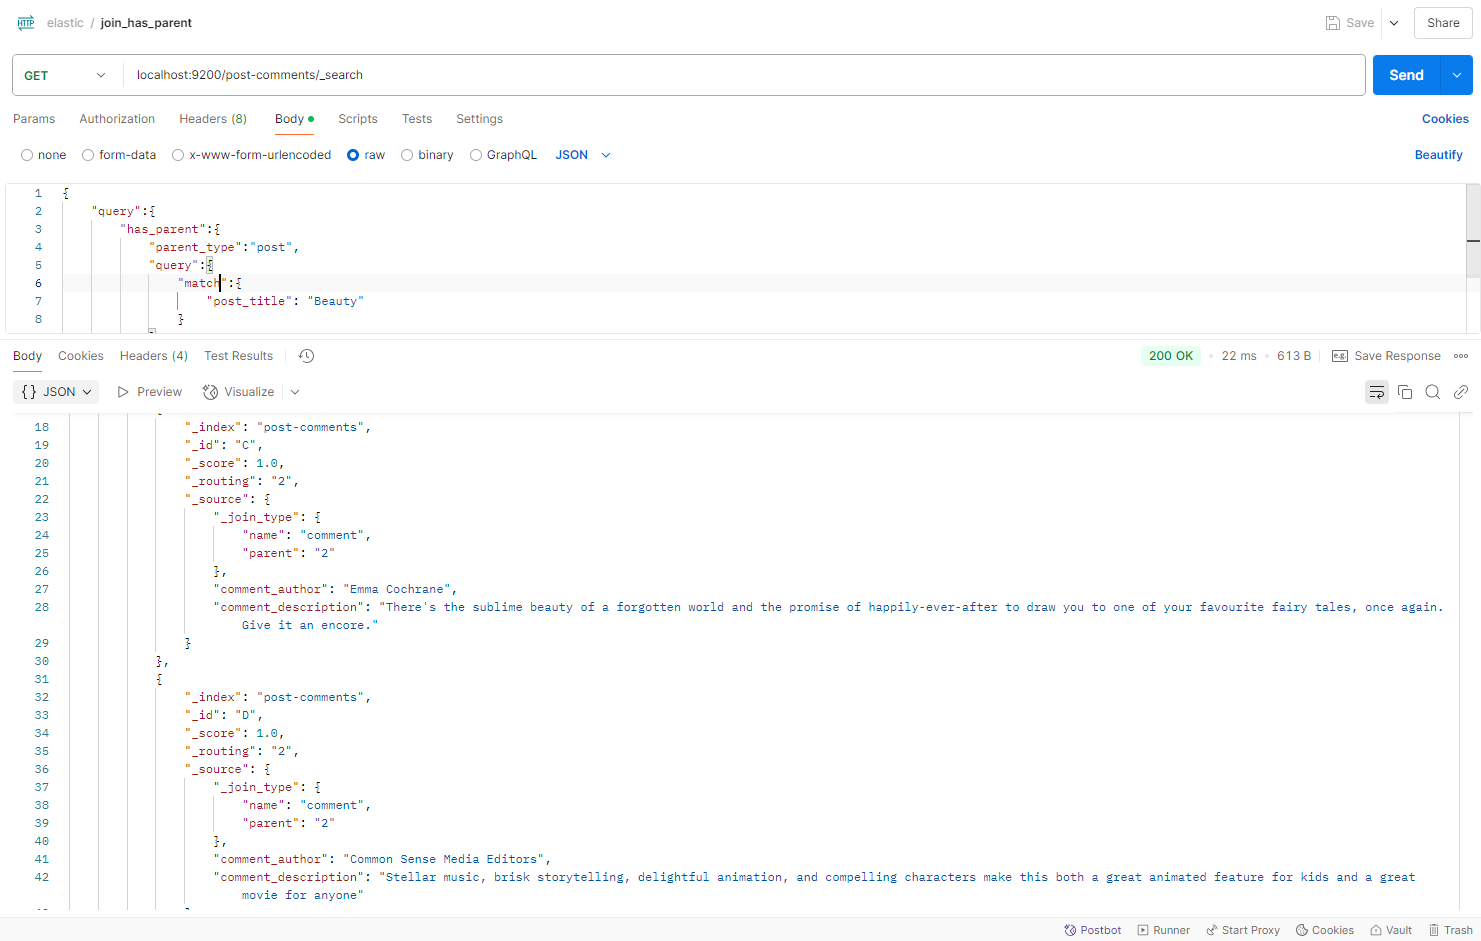 HTTP elastic / join_has_parent Save Share
GET localhost:9200/post-comments/_search Send
Params Authorization Headers (8) Body Scripts Tests Settings Cookies
none form-data x-www-form-urlencoded raw binary GraphQL JSON Beautify
1 {
2 "query":{
3 "has_parent":{
4 "parent_type":"post",
5 "query":{
6 "match":{
7 "post_title": "Beauty"
8 }
Body Cookies Headers (4) Test Results 200 OK • 22 ms • 613 B e.g. Save Response
{} JSON Preview Visualize
18 "_index": "post-comments",
19 "_id": "C",
20 "_score": 1.0,
21 "_routing": "2",
22 "_source": {
23 "_join_type": {
24 "name": "comment",
25 "parent": "2"
26 },
27 "comment_author": "Emma Cochrane",
28 "comment_description": "There's the sublime beauty of a forgotten world and the promise of happily-ever-after to draw you to one of your favourite fairy tales, once again.
Give it an encore."
29 }
30 },
31 {
32 "_index": "post-comments",
33 "_id": "D",
34 "_score": 1.0,
35 "_routing": "2",
36 "_source": {
37 "_join_type": {
38 "name": "comment",
39 "parent": "2"
40 },
41 "comment_author": "Common Sense Media Editors",
42 "comment_description": "Stellar music, brisk storytelling, delightful animation, and compelling characters make this both a great animated feature for kids and a great
movie for anyone"
Postbot Runner Start Proxy Cookies Vault Trash